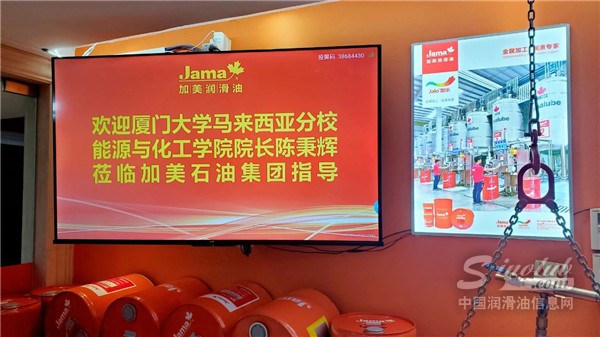 投屏码 38684430
Jama
加美润滑油
欢迎厦门大学马来西亚分校
能源与化工学院院长陈秉辉
莅临加美石油集团指导
Jama
加美润滑油
Jama
Jama
中国润滑油信息网